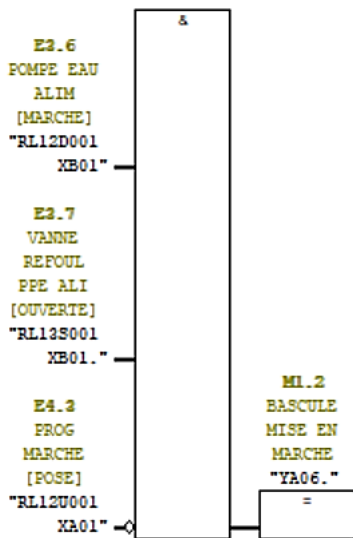 &
E3.6
POMPE EAU
ALIM
[MARCHE]
"RL12D001
XB01"
E3.7
VANNE
REFOUL
PPE ALI
[OUVERTE]
"RL13S001
XB01."
E4.3
PROG
MARCHE
[POSE]
"RL12U001
XA01"
M1.2
BASCULE
MISE EN
MARCHE
"YA06."
=